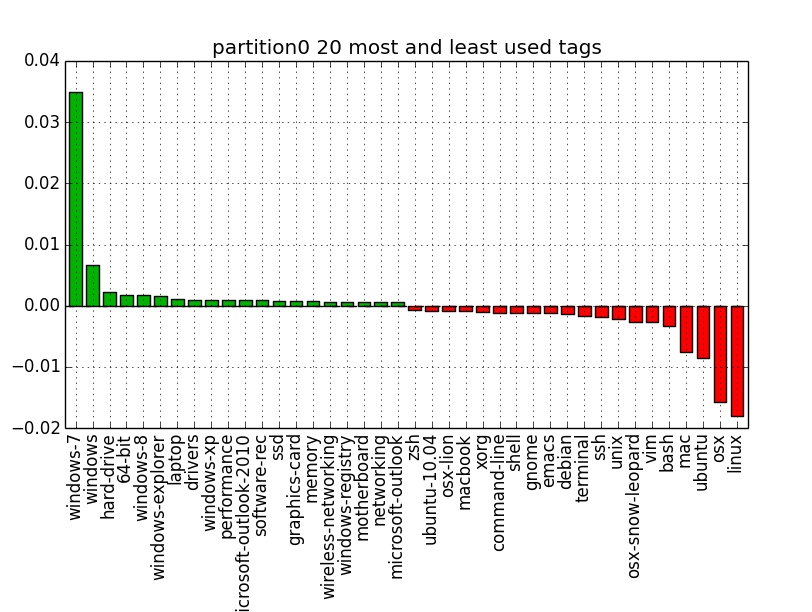 partition0 20 most and least used tags
0.04
0.03
0.02
0.01
0.00
−0.01
−0.02
windows-7
windows
hard-drive
64-bit
windows-8
windows-explorer
laptop
drivers
windows-xp
performance
icrosoft-outlook-2010
software-rec
ssd
graphics-card
memory
wireless-networking
windows-registry
motherboard
networking
microsoft-outlook
zsh
ubuntu-10.04
osx-lion
macbook
xorg
command-line
shell
gnome
emacs
debian
terminal
ssh
unix
osx-snow-leopard
vim
bash
mac
ubuntu
osx
linux